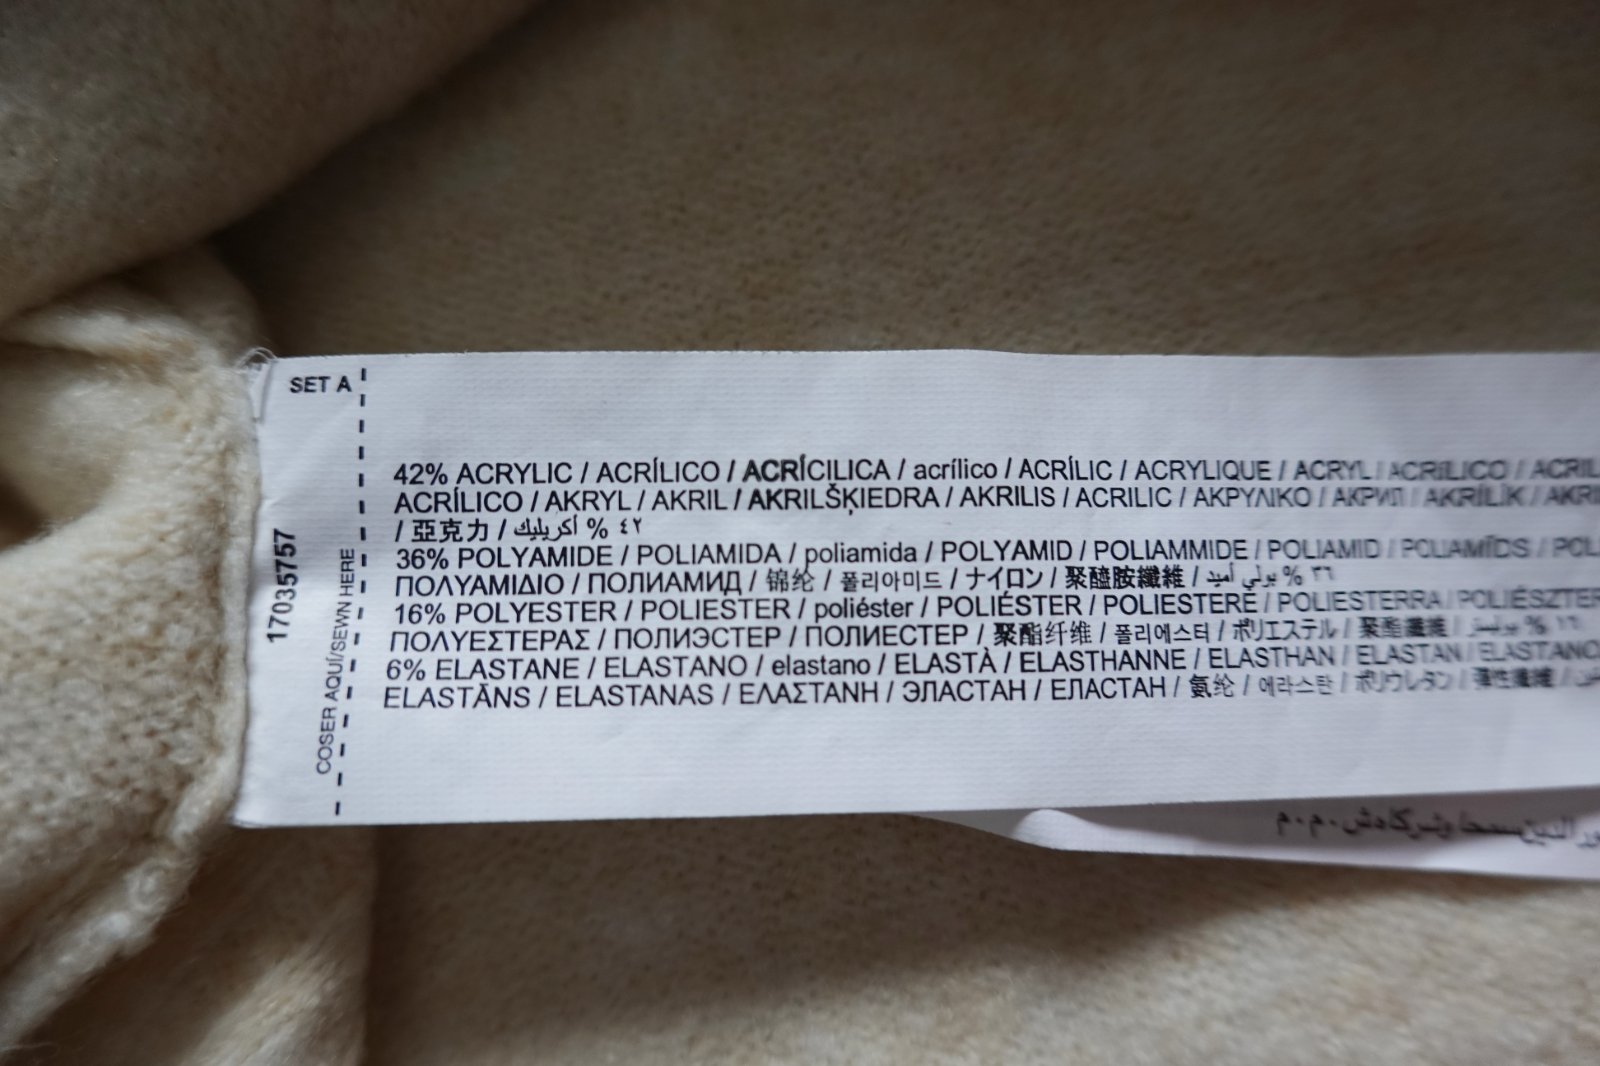 SET A
17035757
COSER AQUÍ/SEWN HERE
42% ACRYLIC / ACRÍLICO / ACRÍCILICA / acrílico / ACRÍLIC / ACRYLIQUE / ACRYL / ACRILICO / ACRIL
ACRÍLICO / AKRYL / AKRIL / AKRILŠĶIEDRA / AKRILIS / ACRILIC / ΑΚΡΥΛΙΚΟ / АКРИЛ / AKRİLİK / AKRI
/ 亞克力 / أكريليك % ٤٢
36% POLYAMIDE / POLIAMIDA / poliamida / POLYAMID / POLIAMMIDE / POLIAMID / POLIAMĪDS / POL
ΠΟΛΥΑΜΙΔΙΟ / ПОЛИАМИД / 锦纶 / 폴리아미드 / ナイロン / 聚醯胺纖維 / بولي أميد % ٣٦
16% POLYESTER / POLIESTER / poliéster / POLIÉSTER / POLIESTERE / POLIESTERRA / POLIÉSZTER
ΠΟΛΥΕΣΤΕΡΑΣ / ПОЛИЭСТЕР / ПОЛИЕСТЕР / 聚酯纤维 / 폴리에스터 / ポリエステル / 聚酯纖維 / بوليستر % ١٦
6% ELASTANE / ELASTANO / elastano / ELASTÀ / ELASTHANNE / ELASTHAN / ELASTAN / ELASTANO
ELASTĀNS / ELASTANAS / ΕΛΑΣΤΑΝΗ / ЭЛАСТАН / ЕЛАСТАН / 氨纶 / 에라스탄 / ポリウレタン / 彈性纖維 /